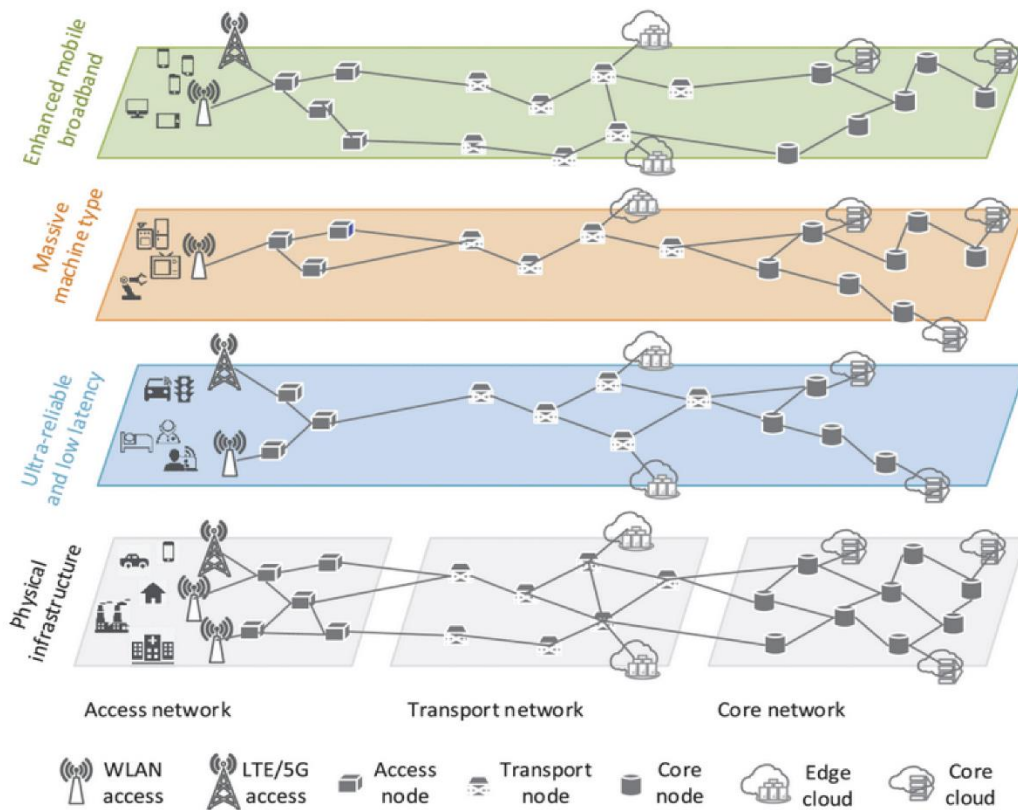 Enhanced mobile
broadband
Massive
machine type
Ultra-reliable
and low latency
Physical
infrastructure
Access network
Transport network
Core network
WLAN
access
LTE/5G
access
Access
node
Transport
node
Core
node
Edge
cloud
Core
cloud